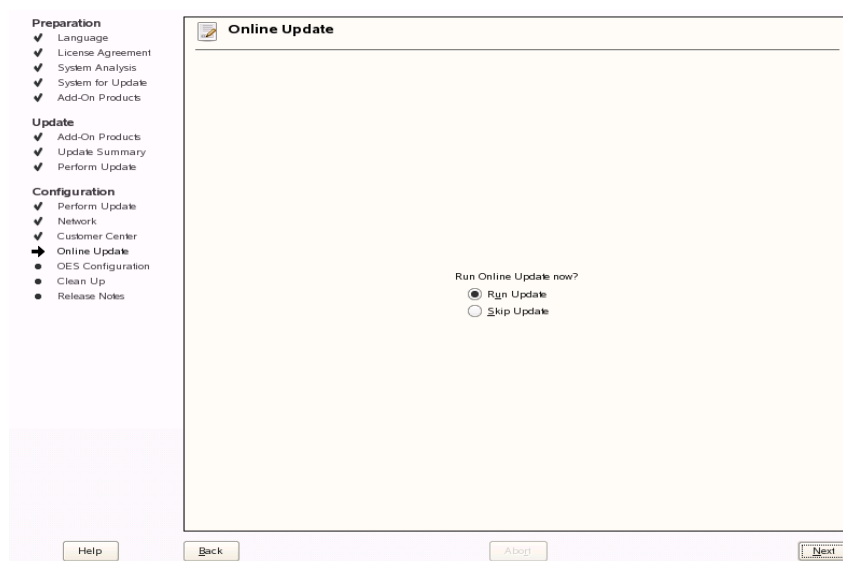 Preparation
Language
License Agreement
System Analysis
System for Update
Add-On Products
Update
Add-On Products
Update Summary
Perform Update
Configuration
Perform Update
Network
Customer Center
Online Update
OES Configuration
Clean Up
Release Notes
Online Update
Run Online Update now?
Run Update
Skip Update
Help
Back
Abort
Next